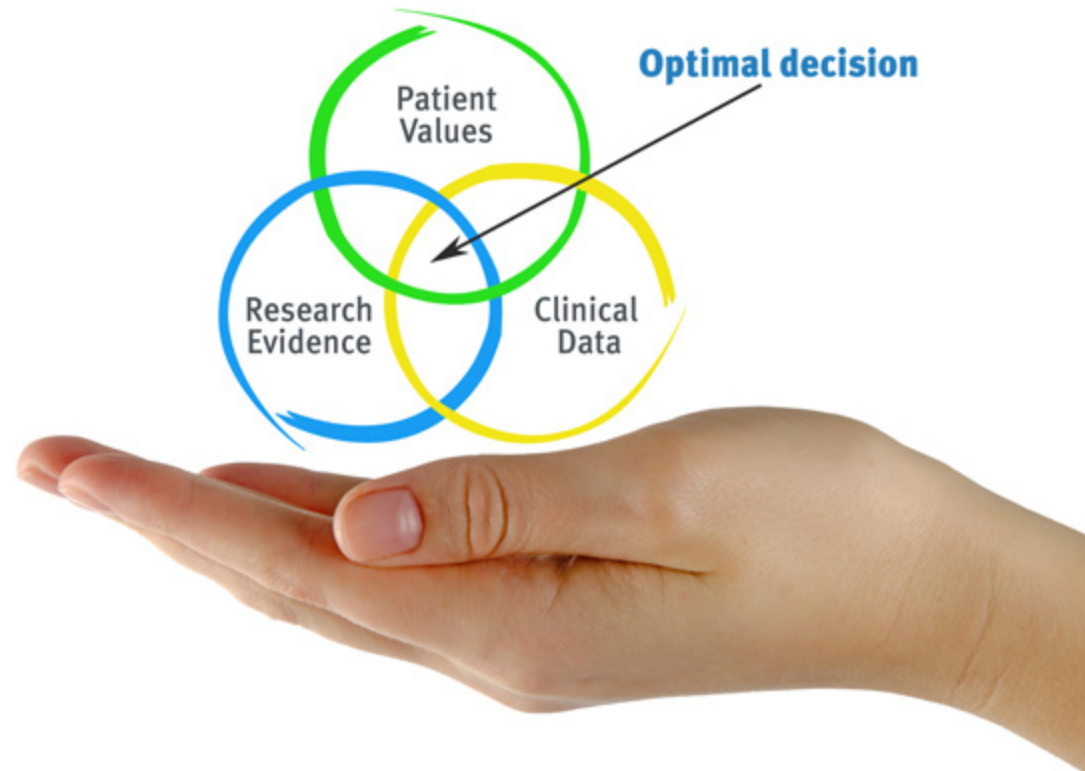 Optimal decision
Patient
Values
Research
Evidence
Clinical
Data